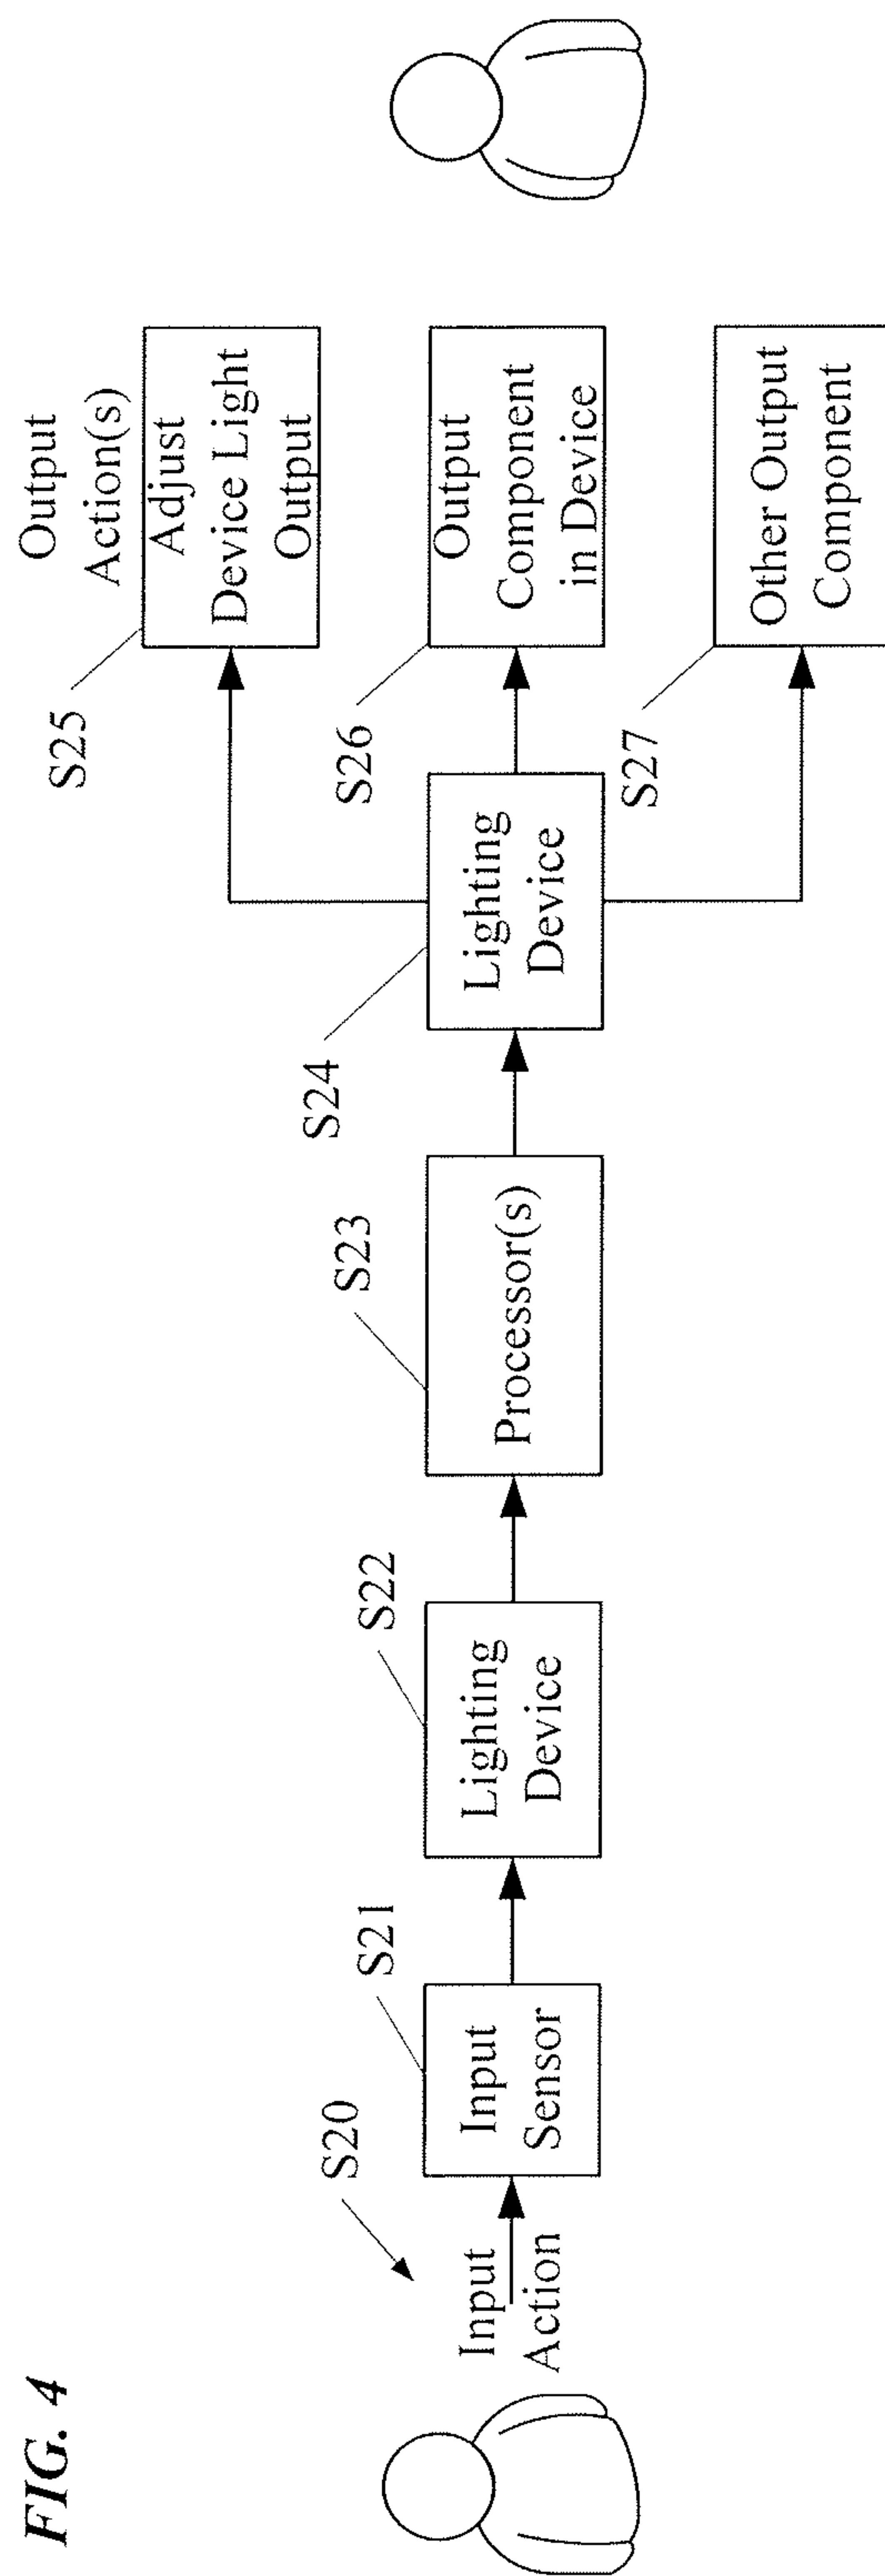 FIG. 4
S20
Input
Action
S21
Input
Sensor
S22
Lighting
Device
S23
Processor(s)
S24
Lighting
Device
Output
Action(s)
S25
Adjust
Device Light
Output
S26
Output
Component
in Device
S27
Other Output
Component